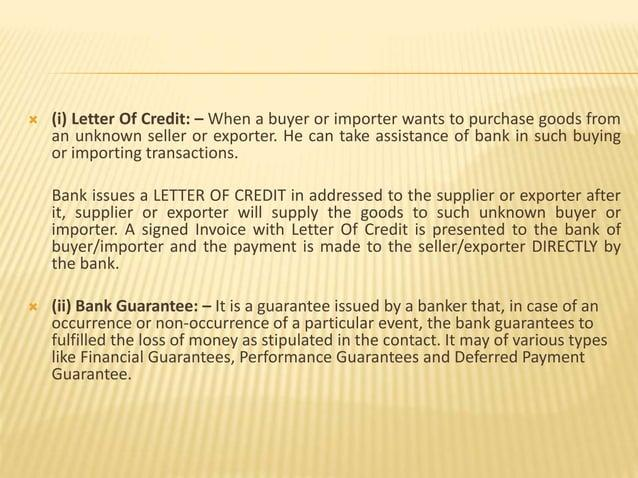 (i) Letter Of Credit: – When a buyer or importer wants to purchase goods from
an unknown seller or exporter. He can take assistance of bank in such buying
or importing transactions.
Bank issues a LETTER OF CREDIT in addressed to the supplier or exporter after
it, supplier or exporter will supply the goods to such unknown buyer or
importer. A signed Invoice with Letter Of Credit is presented to the bank of
buyer/importer and the payment is made to the seller/exporter DIRECTLY by
the bank.
(ii) Bank Guarantee: – It is a guarantee issued by a banker that, in case of an
occurrence or non-occurrence of a particular event, the bank guarantees to
fulfilled the loss of money as stipulated in the contact. It may of various types
like Financial Guarantees, Performance Guarantees and Deferred Payment
Guarantee.